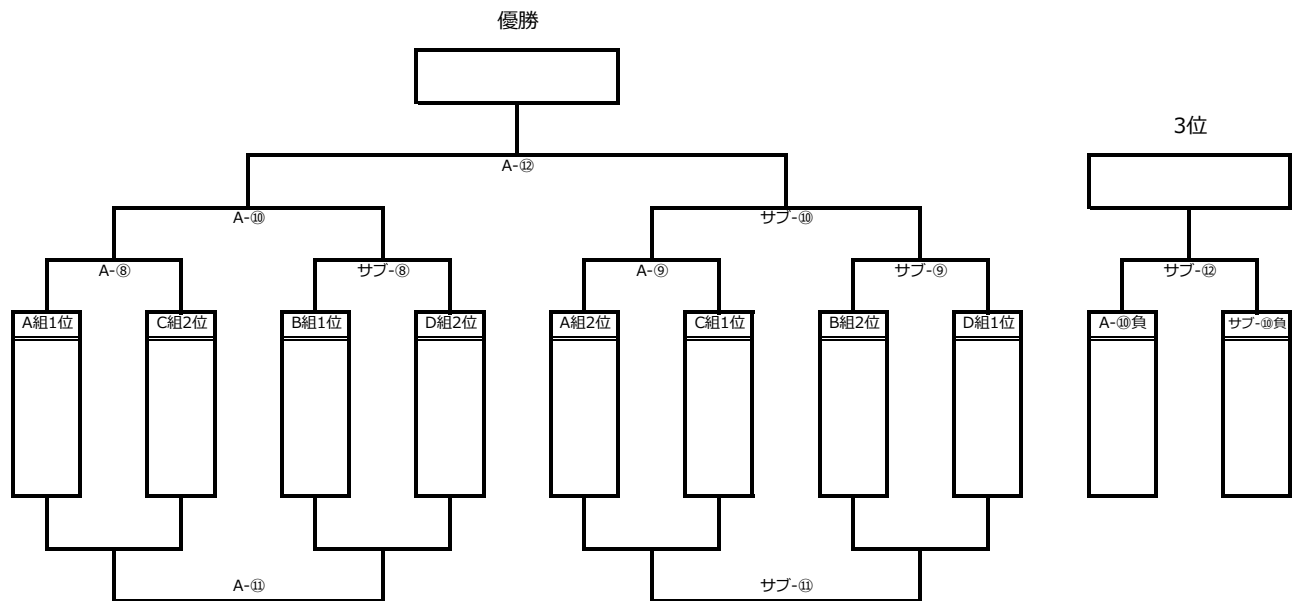 優勝
3位
A-⑫
A-⑩
サブ-⑩
A-⑧
サブ-⑧
A-⑨
サブ-⑨
サブ-⑫
A組1位
C組2位
B組1位
D組2位
A組2位
C組1位
B組2位
D組1位
A-⑩負
サブ-⑩負
A-⑪
サブ-⑪